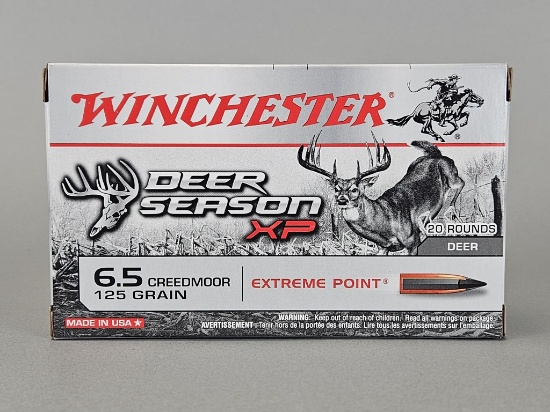 WINCHESTER®
DEER
SEASON
XP
20 ROUNDS
DEER
6.5 CREEDMOOR
125 GRAIN
EXTREME POINT®
MADE IN USA★
WARNING: Keep out of reach of children. Read all warnings on package.
AVERTISSEMENT: Tenir hors de la portée des enfants. Lire tous les avertissements sur l'emballage.